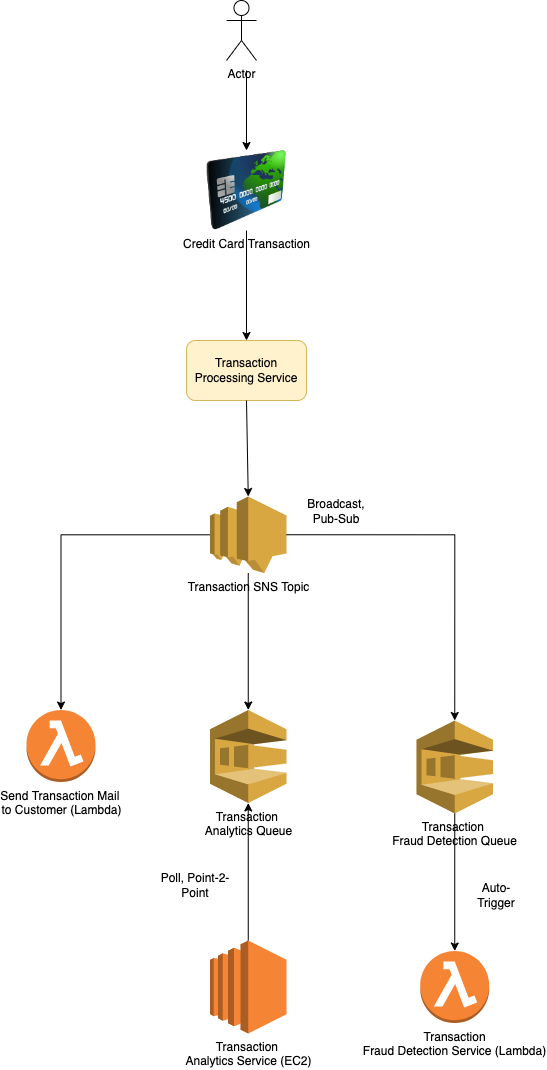 Actor
4500 0000 0000 0000
00/00 00/00
Credit Card Transaction
Transaction
Processing Service
Broadcast,
Pub-Sub
Transaction SNS Topic
Send Transaction Mail
to Customer (Lambda)
Transaction
Analytics Queue
Transaction
Fraud Detection Queue
Poll, Point-2-
Point
Auto-
Trigger
Transaction
Analytics Service (EC2)
Transaction
Fraud Detection Service (Lambda)